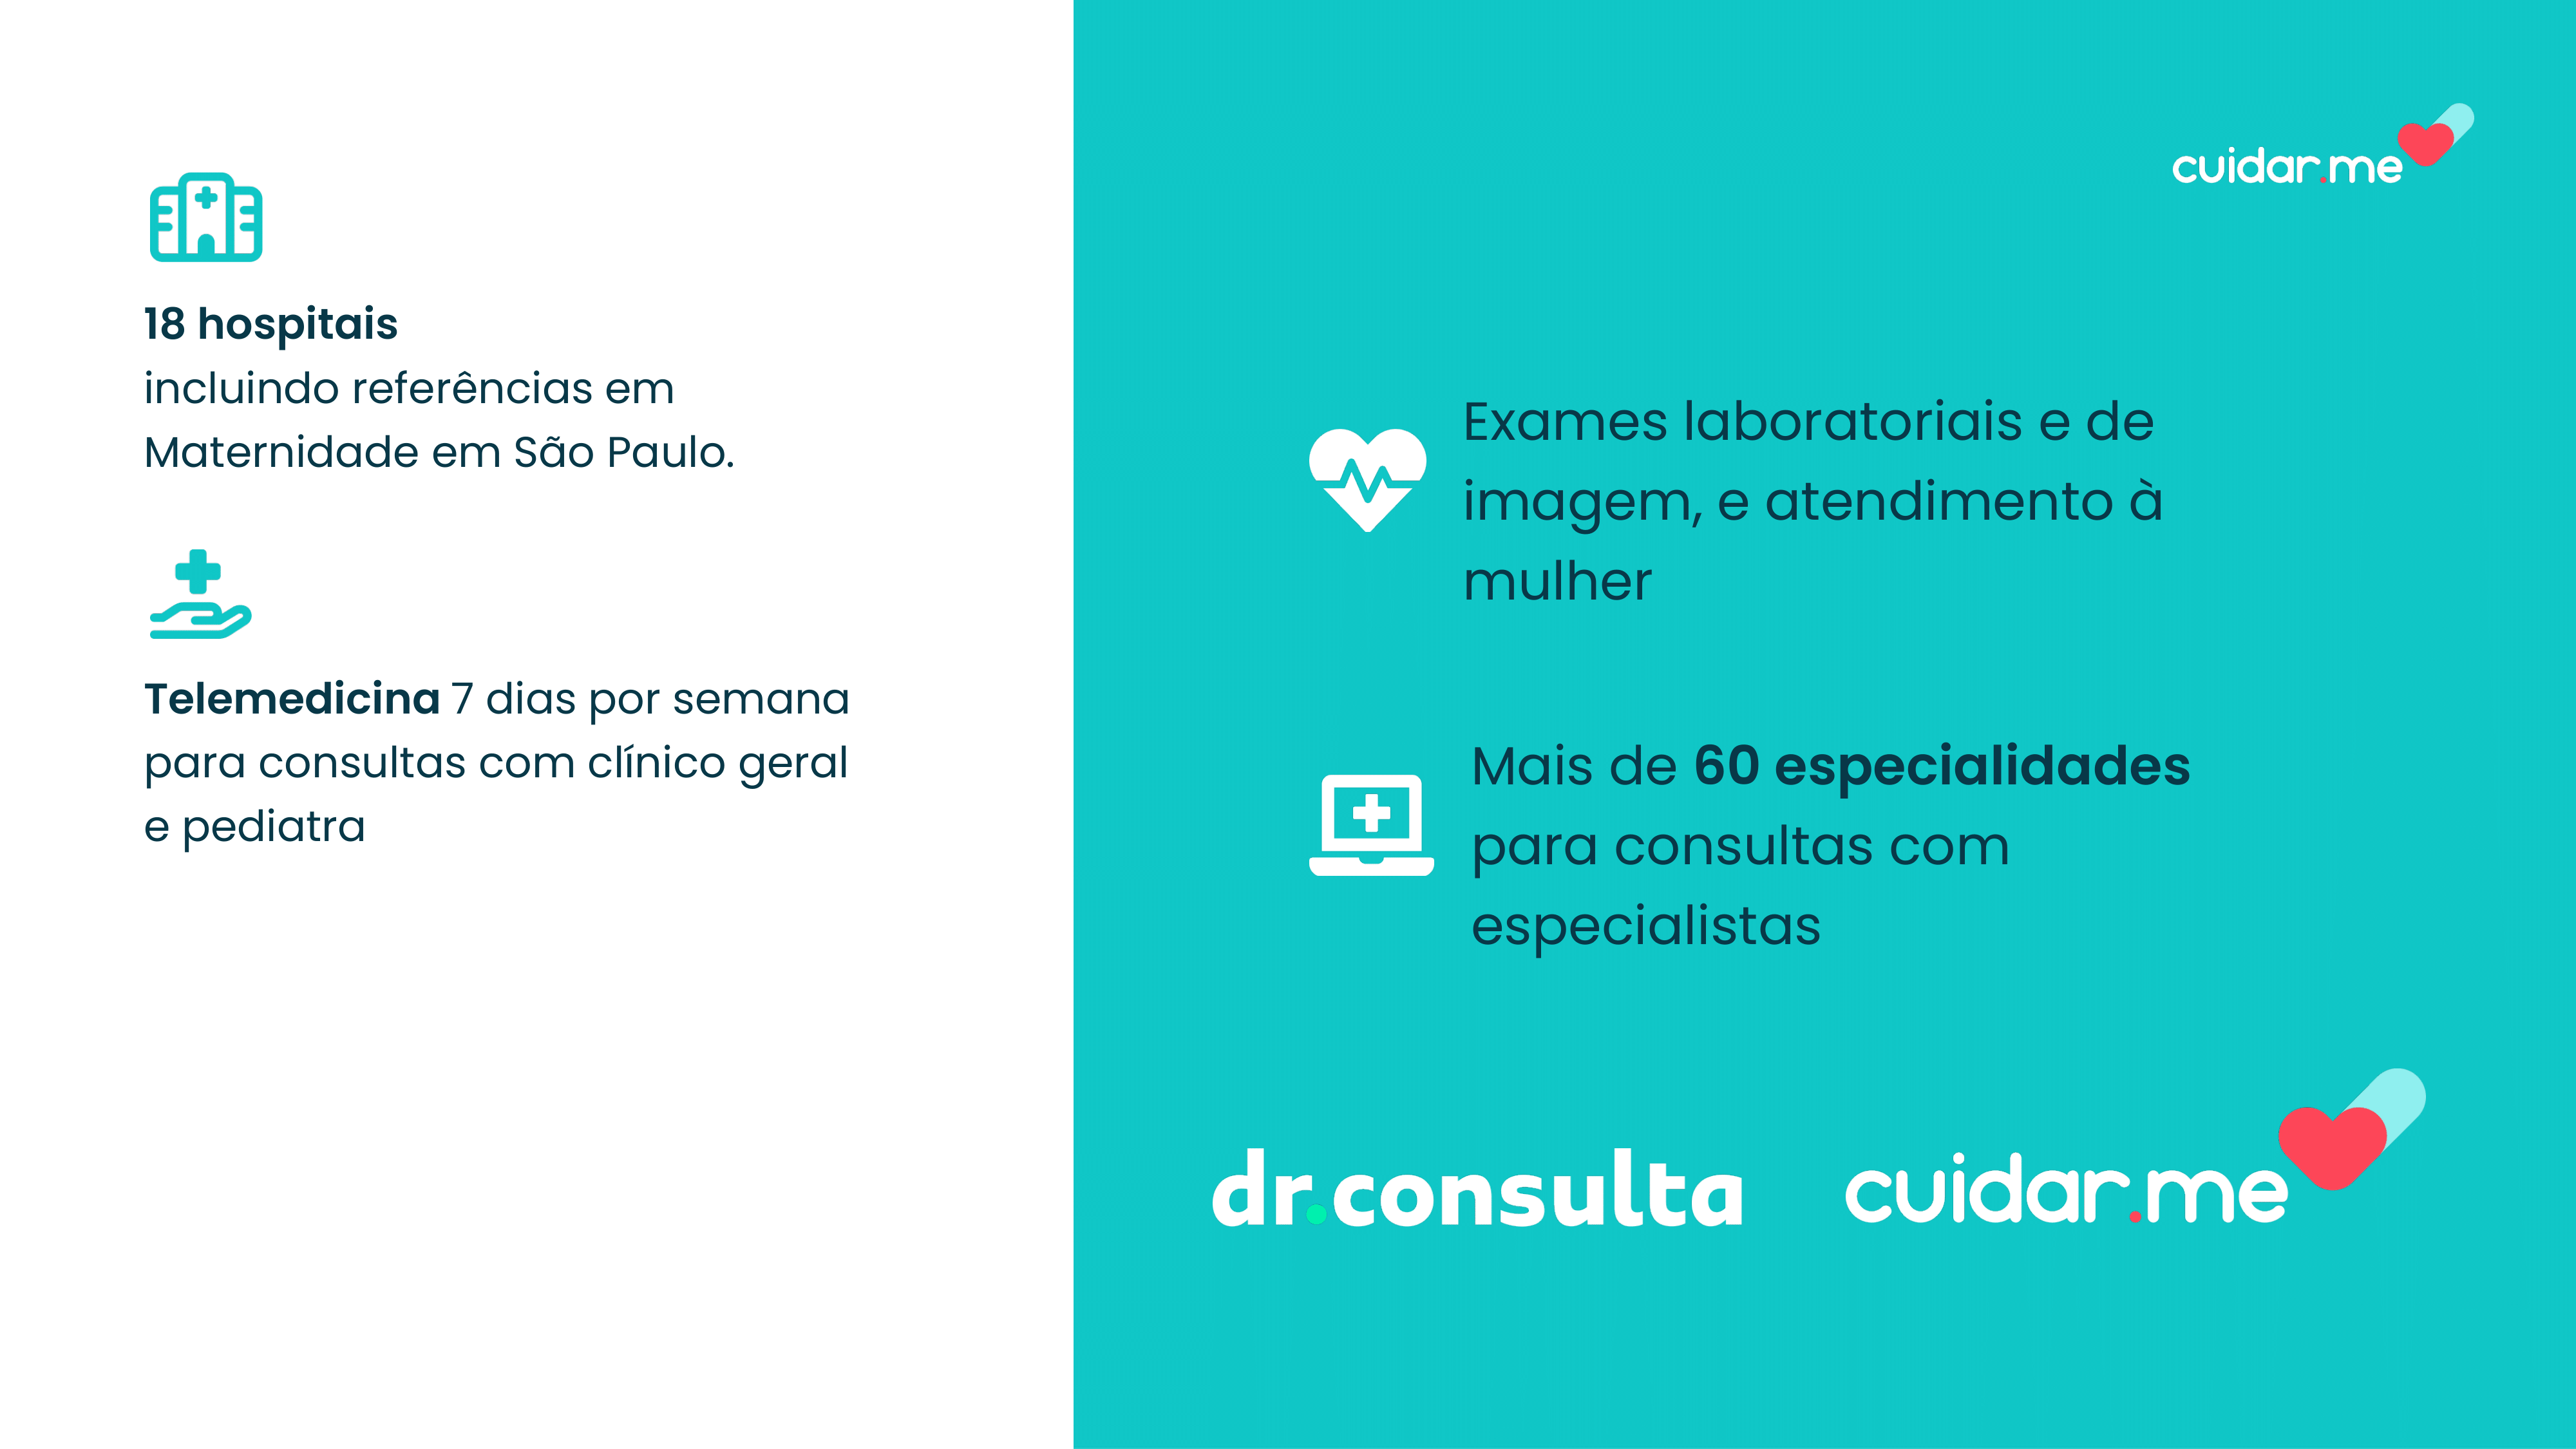 18 hospitais
incluindo referências em
Maternidade em São Paulo.
Telemedicina 7 dias por semana
para consultas com clínico geral
e pediatra
cuidar.me
Exames laboratoriais e de
imagem, e atendimento à
mulher
Mais de 60 especialidades
para consultas com
especialistas
dr.consulta
cuidar.me